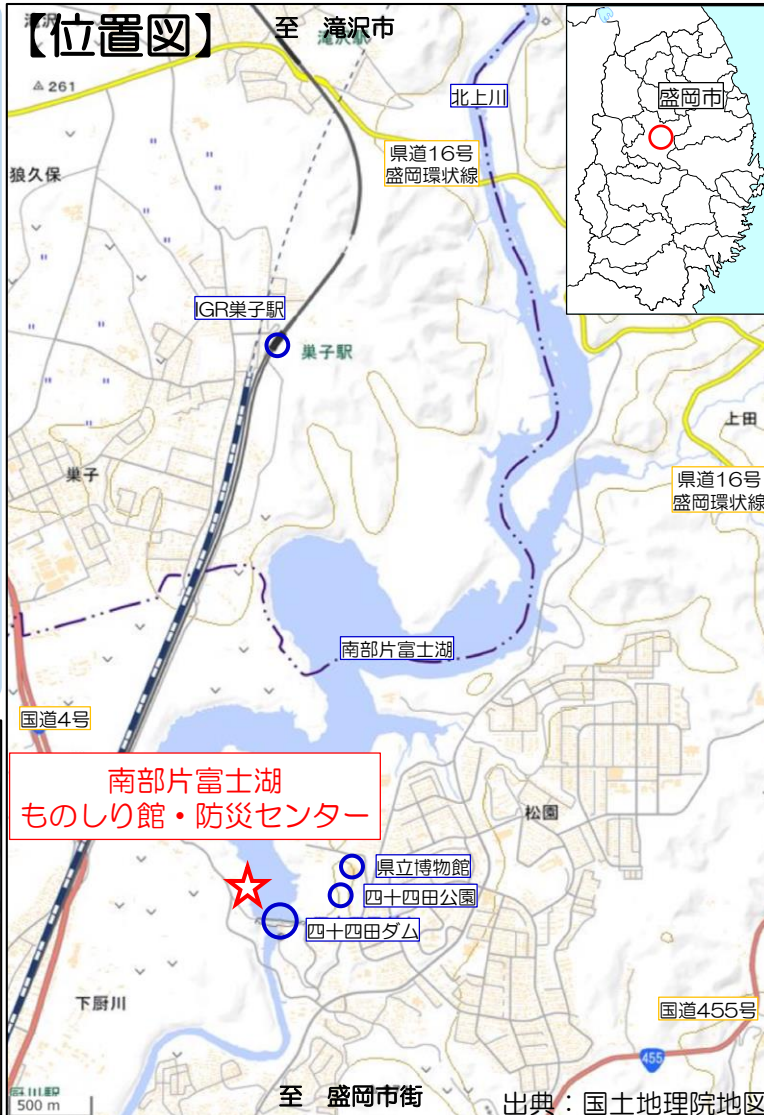 【位置図】
至 滝沢市
滝沢
滝沢駅
261
北上川
盛岡市
県道16号
盛岡環状線
狼久保
IGR巣子駅
巣子駅
上田
巣子
県道16号
盛岡環状線
南部片富士湖
国道4号
南部片富士湖
ものしり館・防災センター
松園
県立博物館
四十四田公園
四十四田ダム
下厨川
国道455号
455
500 m
至 盛岡市街
出典：国土地理院地図